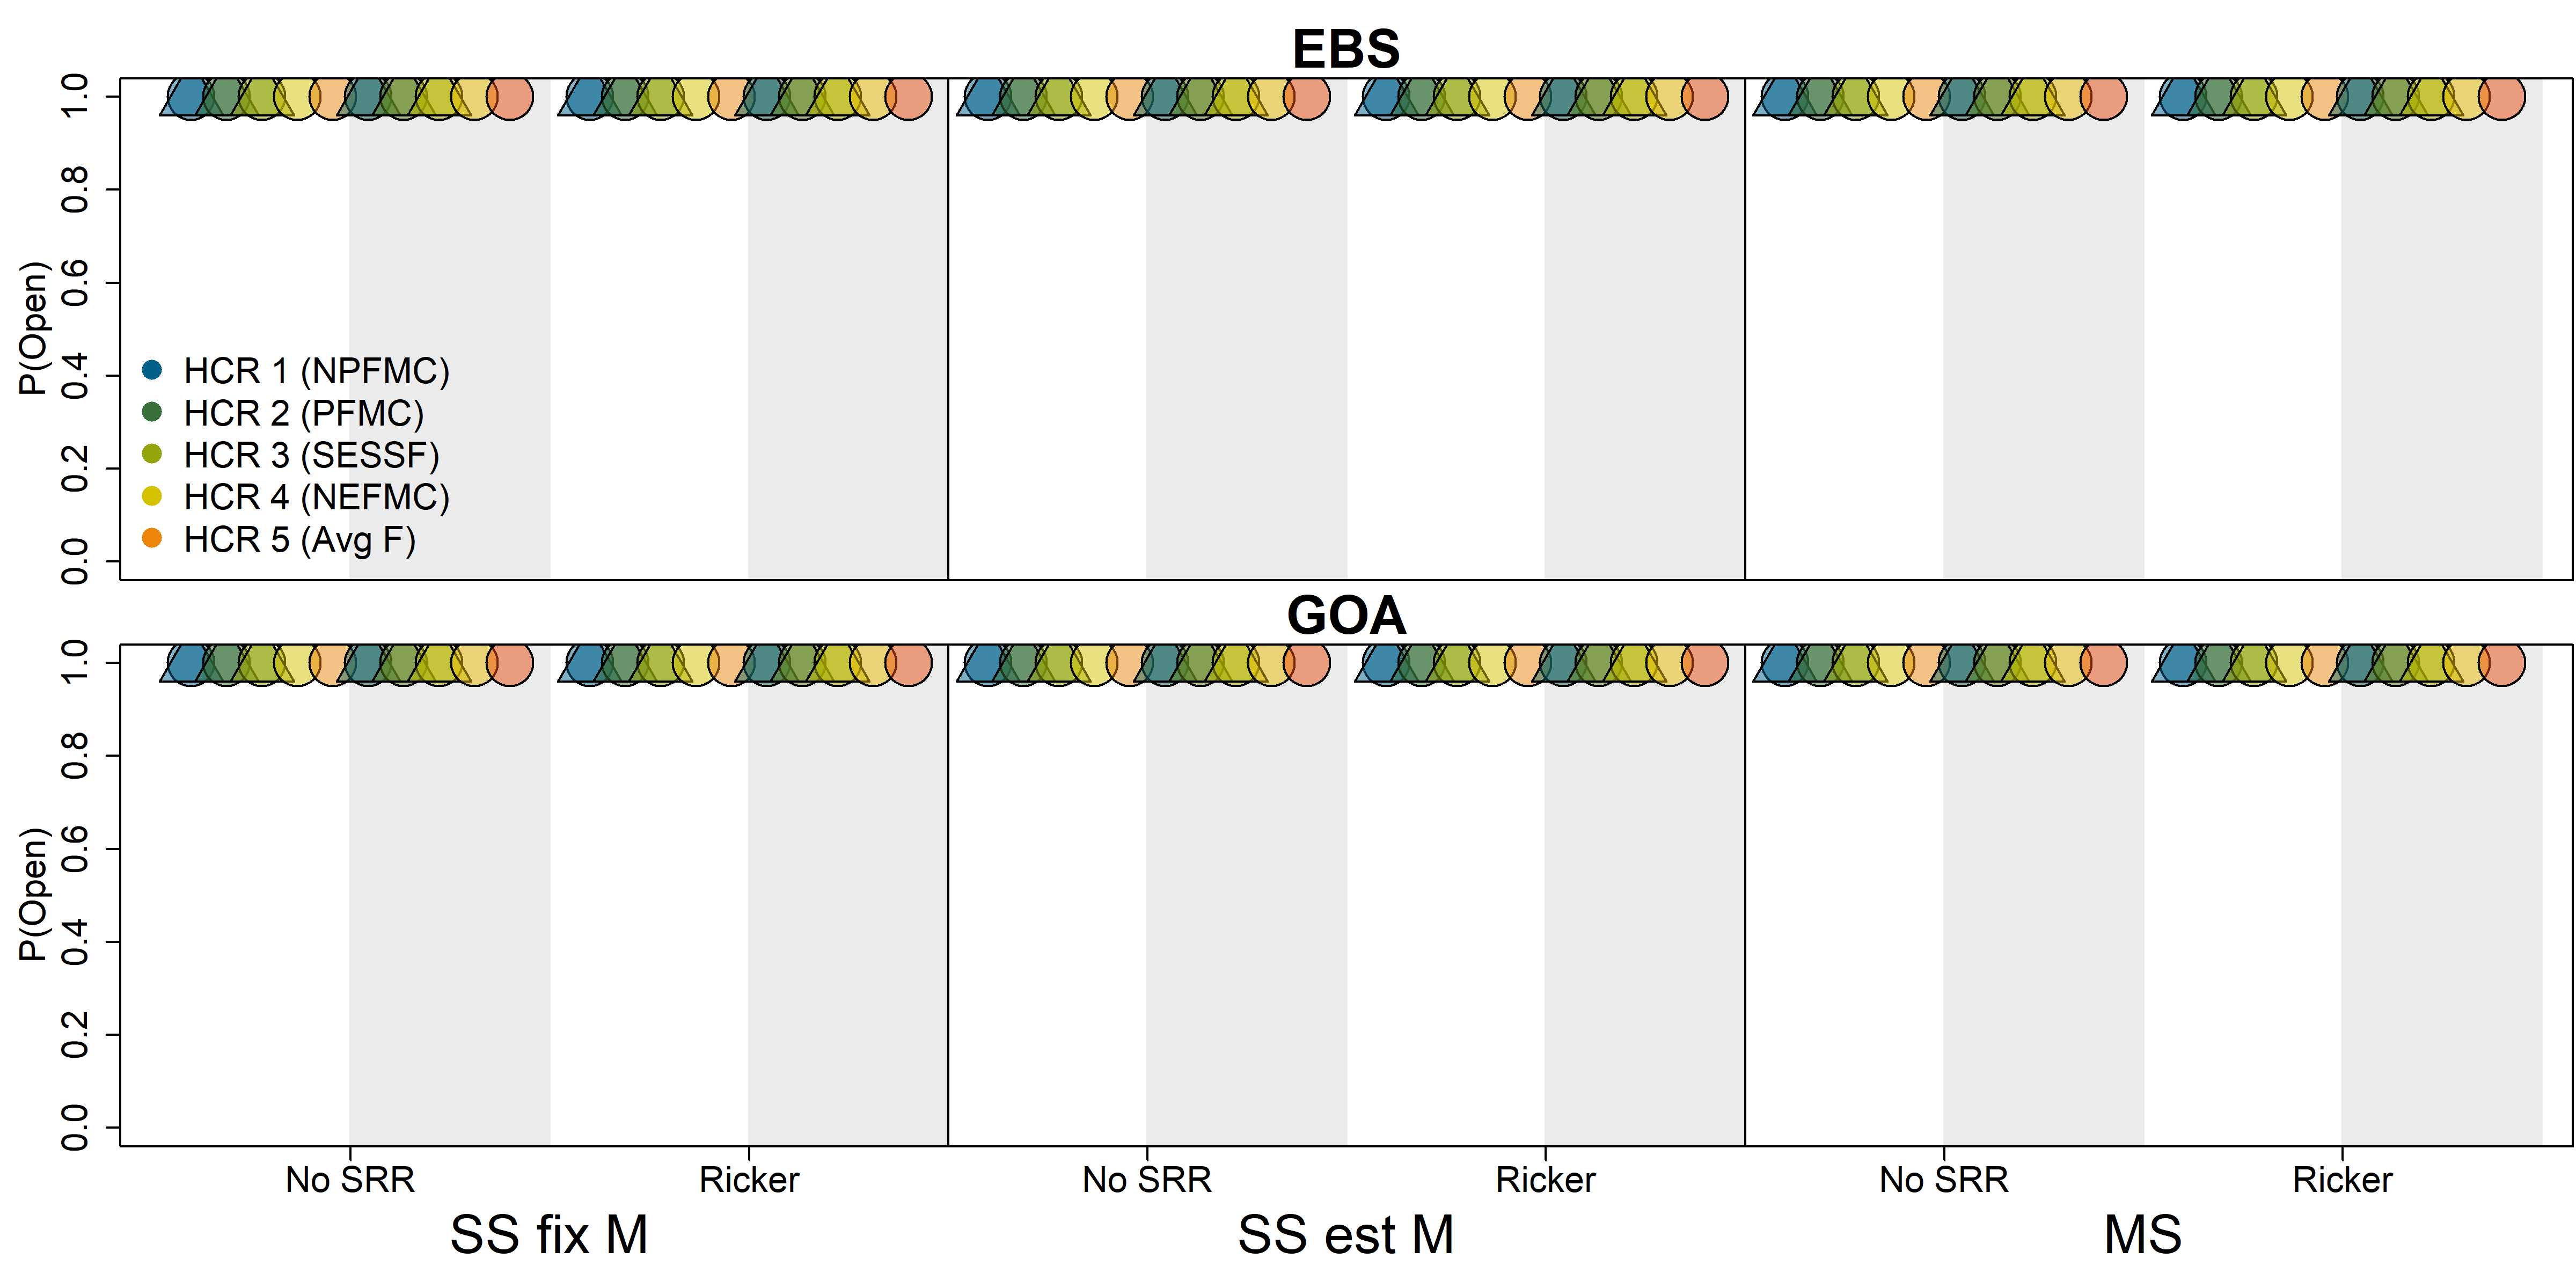 EBS
P(Open)
1.0
0.8
0.6
0.4
0.2
0.0
HCR 1 (NPFMC)
HCR 2 (PFMC)
HCR 3 (SESSF)
HCR 4 (NEFMC)
HCR 5 (Avg F)
GOA
P(Open)
1.0
0.8
0.6
0.4
0.2
0.0
No SRR Ricker No SRR Ricker No SRR Ricker
SS fix M SS est M MS